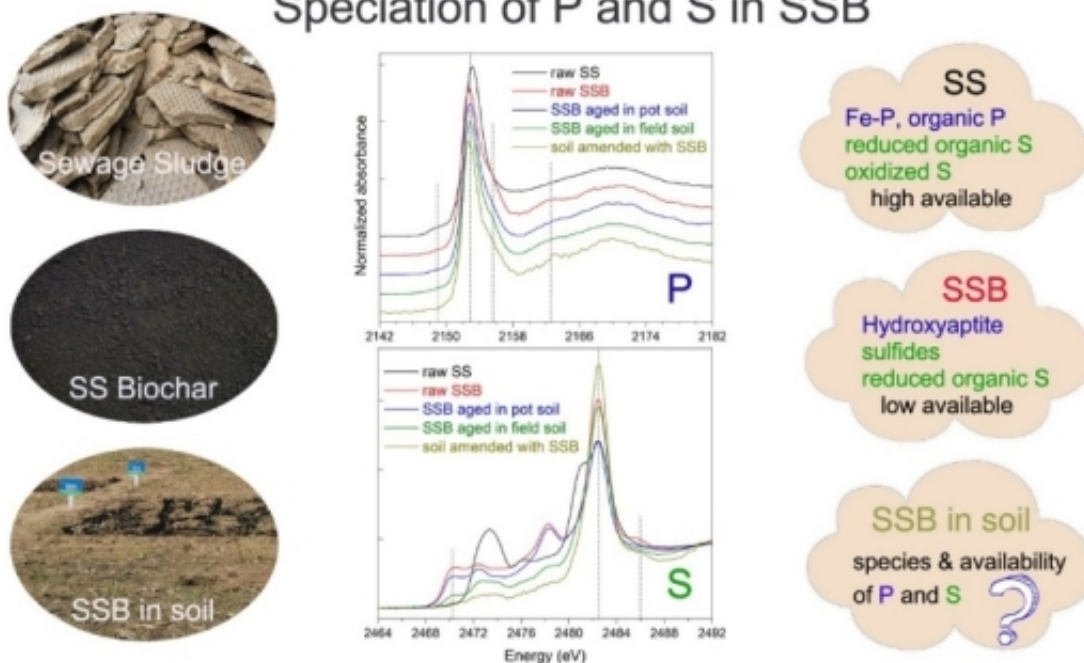 Speciation of P and S in SSB
Sewage Sludge
SS Biochar
SSB in soil
Normalized absorbance
raw SS
raw SSB
SSB aged in pot soil
SSB aged in field soil
soil amended with SSB
P
2142 2150 2158 2166 2174 2182
raw SS
raw SSB
SSB aged in pot soil
SSB aged in field soil
soil amended with SSB
S
2464 2468 2472 2476 2480 2484 2488 2492
Energy (eV)
SS
Fe-P, organic P
reduced organic S
oxidized S
high available
SSB
Hydroxyaptite
sulfides
reduced organic S
low available
SSB in soil
species & availability
of P and S ?